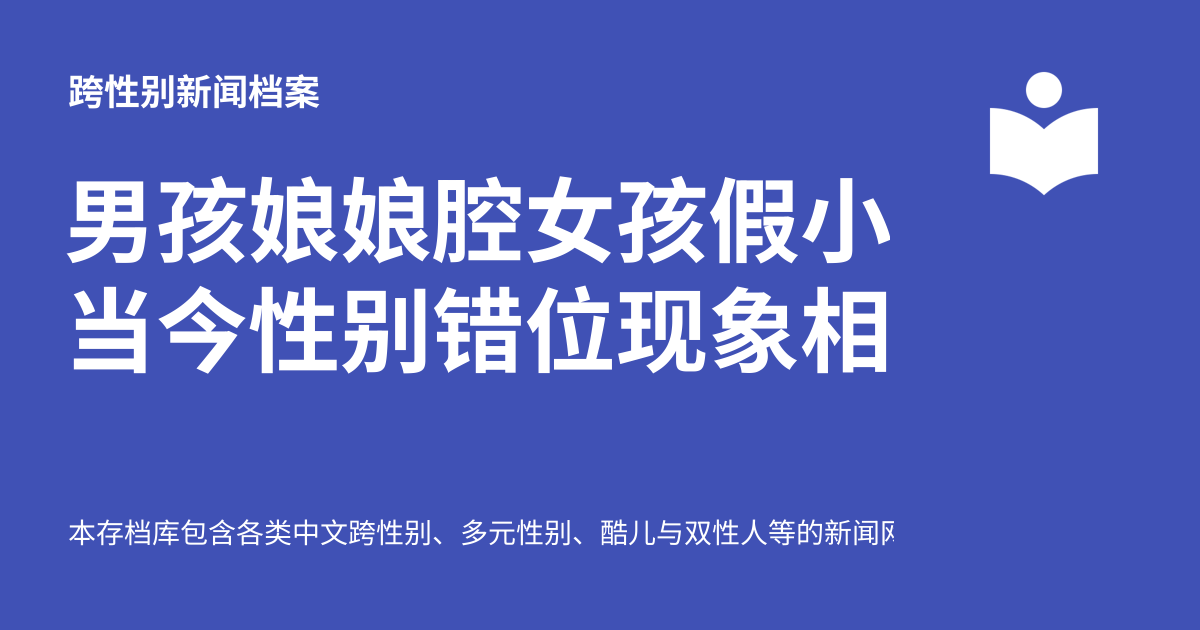 跨性别新闻档案
男孩娘娘腔女孩假小
当今性别错位现象相
本存档库包含各类中文跨性别、多元性别、酷儿与双性人等的新闻